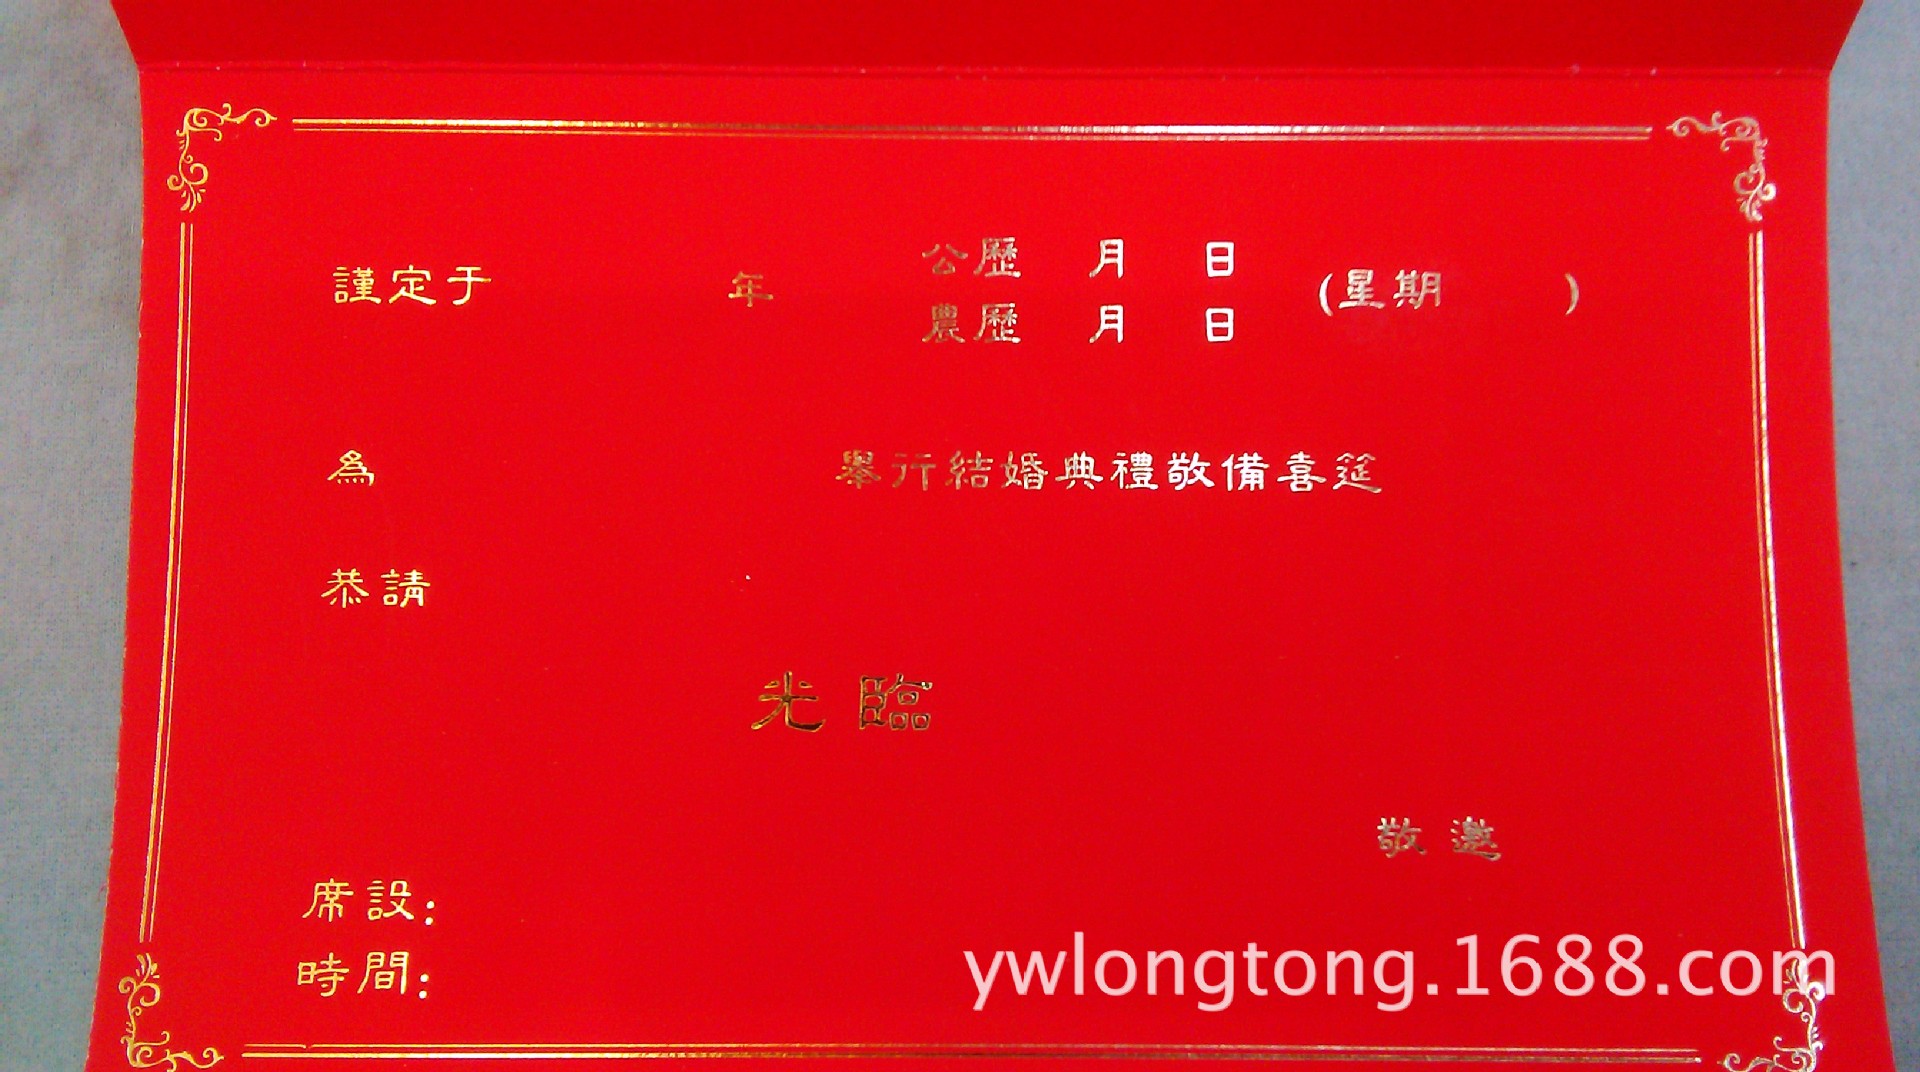 公歷 月 日
謹定于 年 (星期 )
農歷 月 日
為 舉行結婚典禮敬備喜筵
恭請
光臨
敬邀
席設:
時間:
ywlongtong.1688.com